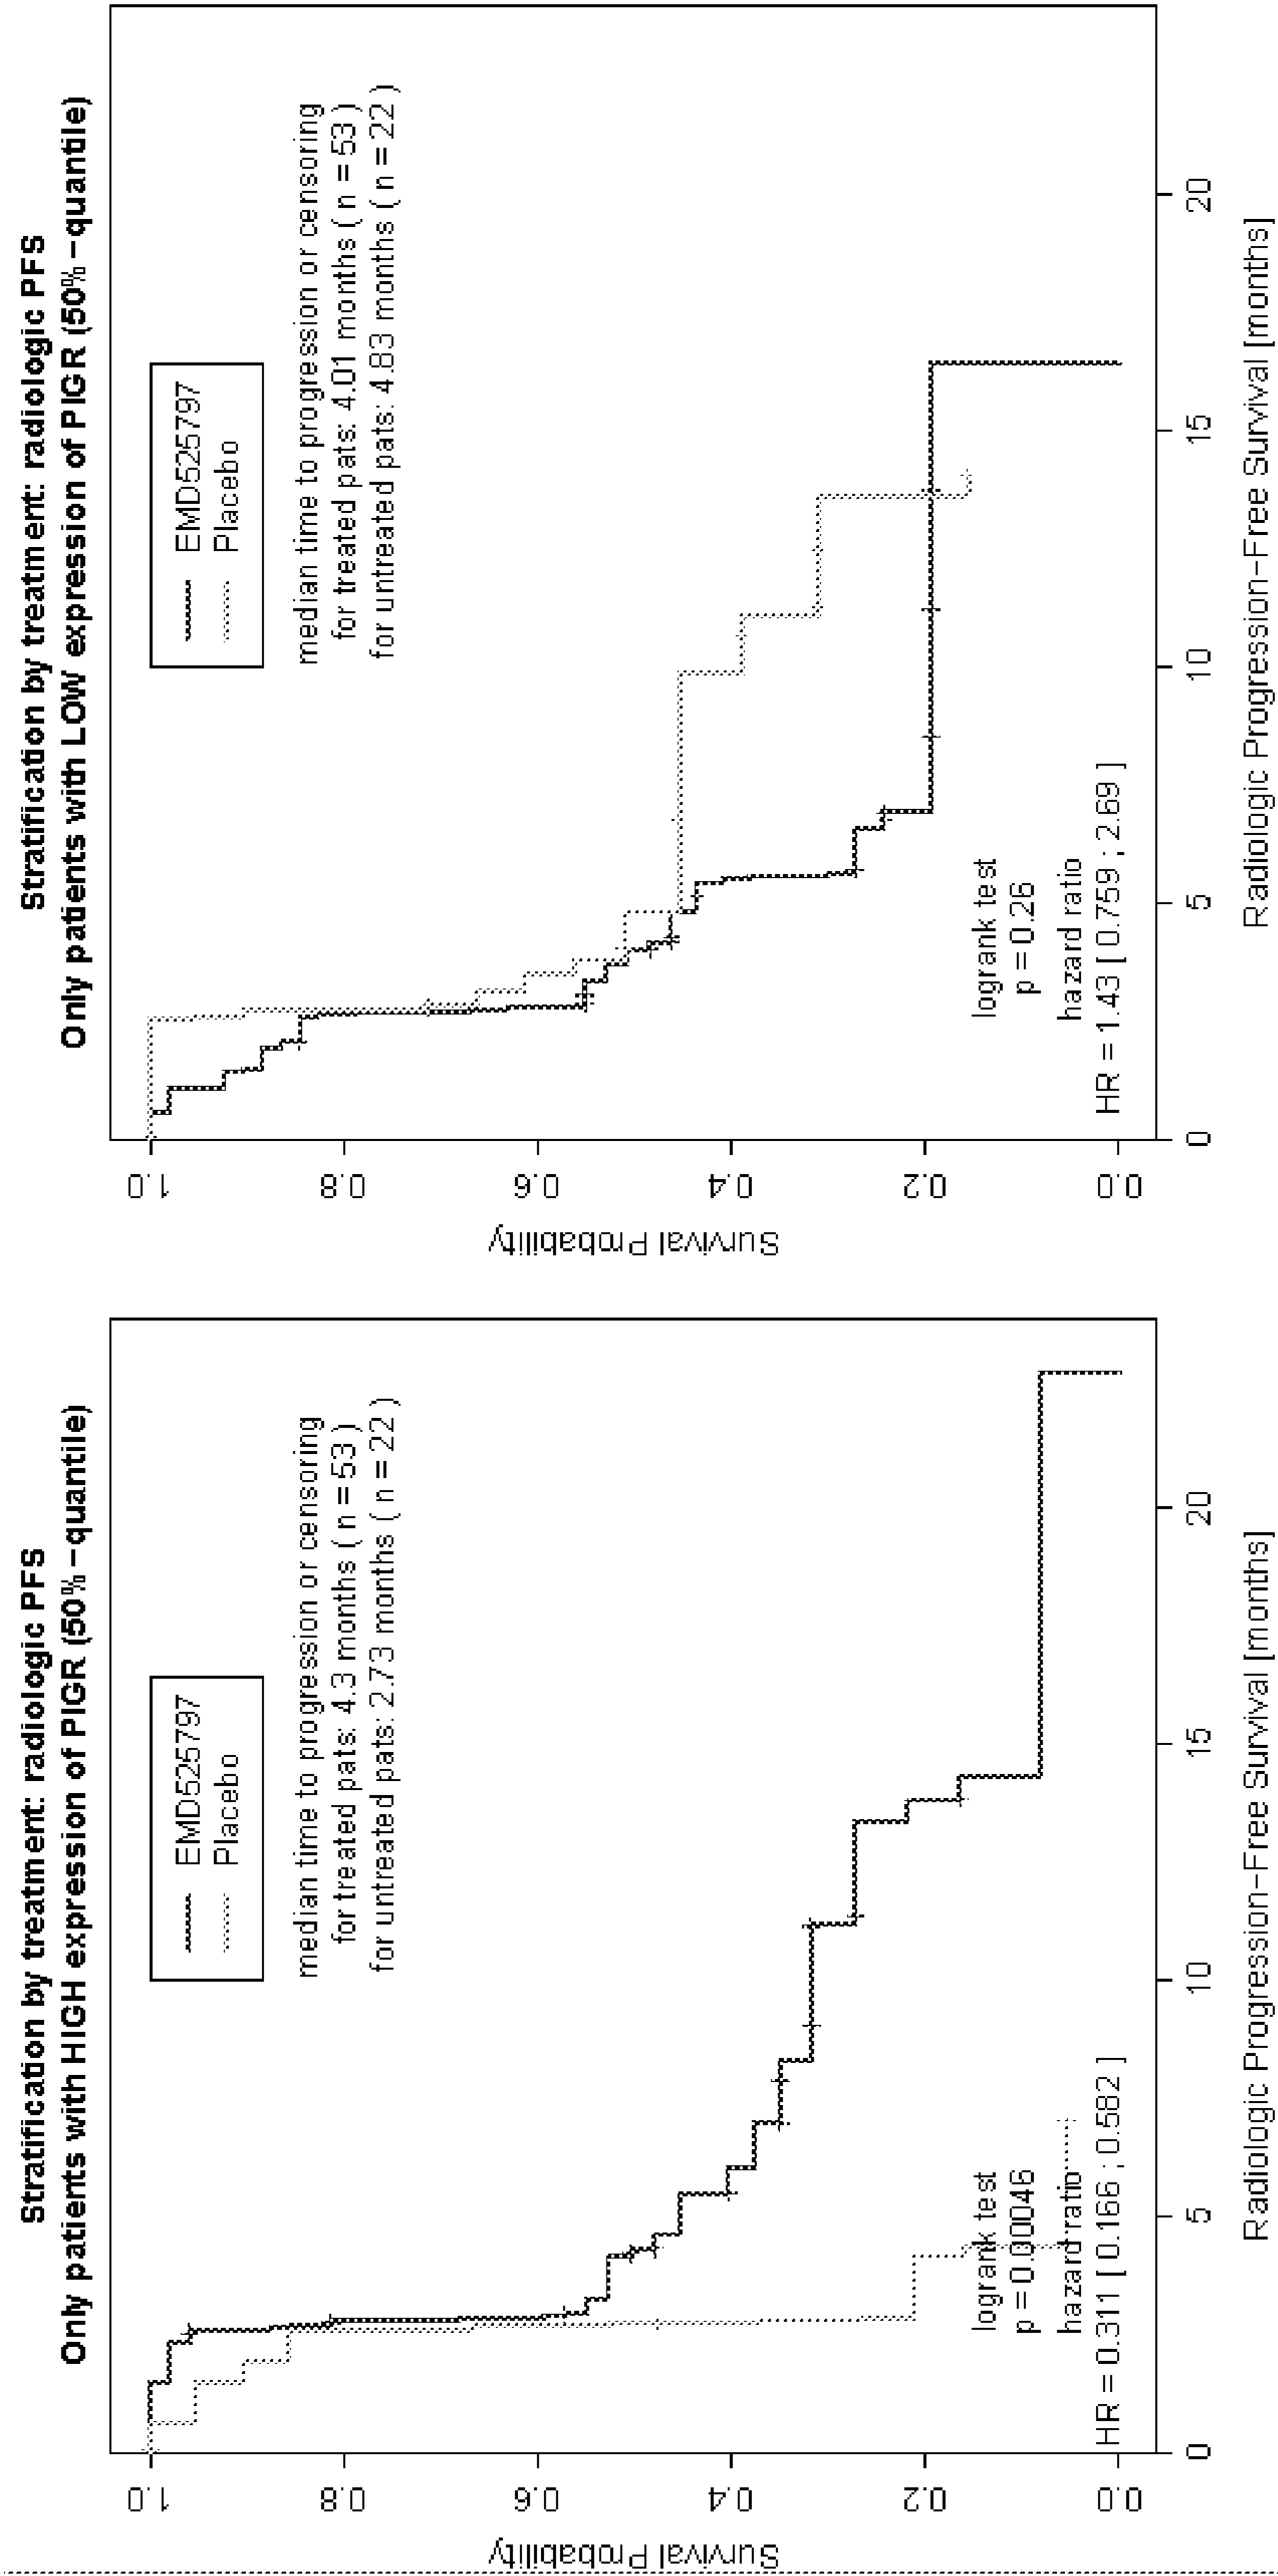 Stratification by treatment: radiologic PFS
Only patients with HIGH expression of PIGR (50%-quantile)
EMD525797
Placebo
median time to progression or censoring
for treated pats: 4.3 months ( n = 53 )
for untreated pats: 2.73 months ( n = 22 )
logrank test
p = 0.00046
hazard ratio
HR = 0.311 [ 0.166 ; 0.582 ]
Survival Probability
1.0
0.8
0.6
0.4
0.2
0.0
0 5 10 15 20
Radiologic Progression-Free Survival [months]
Stratification by treatment: radiologic PFS
Only patients with LOW expression of PIGR (50%-quantile)
EMD525797
Placebo
median time to progression or censoring
for treated pats: 4.01 months ( n = 53 )
for untreated pats: 4.83 months ( n = 22 )
logrank test
p = 0.26
hazard ratio
HR = 1.43 [ 0.759 ; 2.69 ]
Survival Probability
1.0
0.8
0.6
0.4
0.2
0.0
0 5 10 15 20
Radiologic Progression-Free Survival [months]